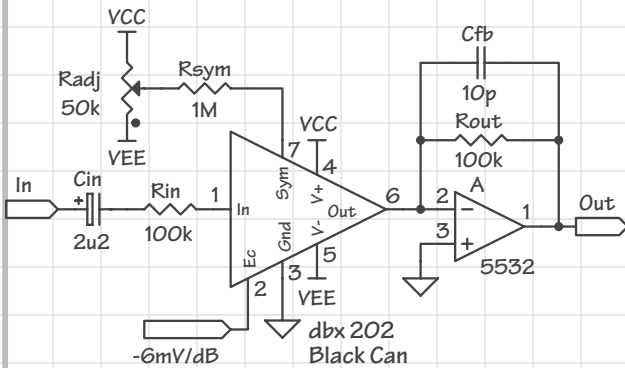 VCC
Cfb
Radj
Rsym
10p
50k
1M
VCC
Rout
VEE
7
4
100k
In
Cin
Rin
1
Sym
V+
6
2
A
1
Out
+
In
Out
-
2u2
100k
Gnd
V-
3
+
Ec
5
5532
2
3
VEE
-6mV/dB
dbx 202
Black Can